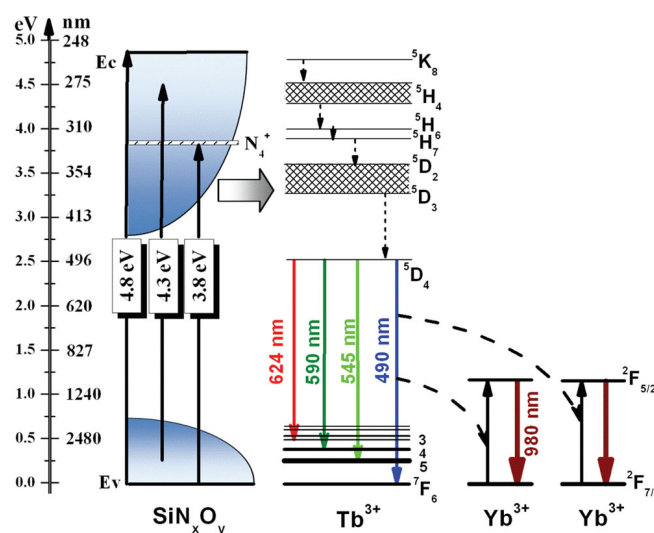 eV nm
5.0 248
4.5 275
4.0 310
3.5 354
3.0 413
2.5 496
2.0 620
1.5 827
1.0 1240
0.5 2480
0.0
Ec
N₄⁺
4.8 eV
4.3 eV
3.8 eV
Ev
SiNₓOᵧ
⁵K₈
⁵H₄
⁵H₆
⁵H₇
⁵D₂
⁵D₃
⁵D₄
624 nm
590 nm
545 nm
490 nm
3
4
5
⁷F₆
Tb³⁺
980 nm
²F₅/₂
²F₇/
Yb³⁺
Yb³⁺